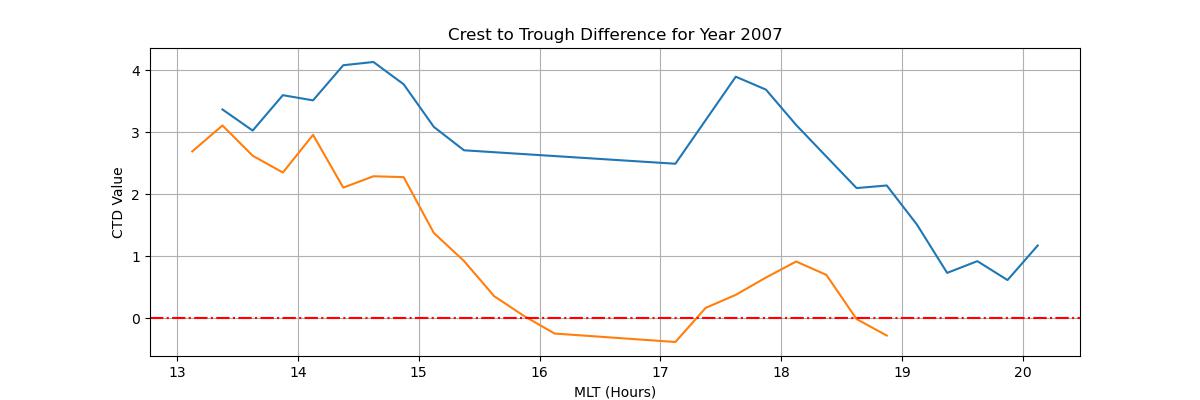 Crest to Trough Difference for Year 2007
4
3
2
1
0
CTD Value
13 14 15 16 17 18 19 20
MLT (Hours)